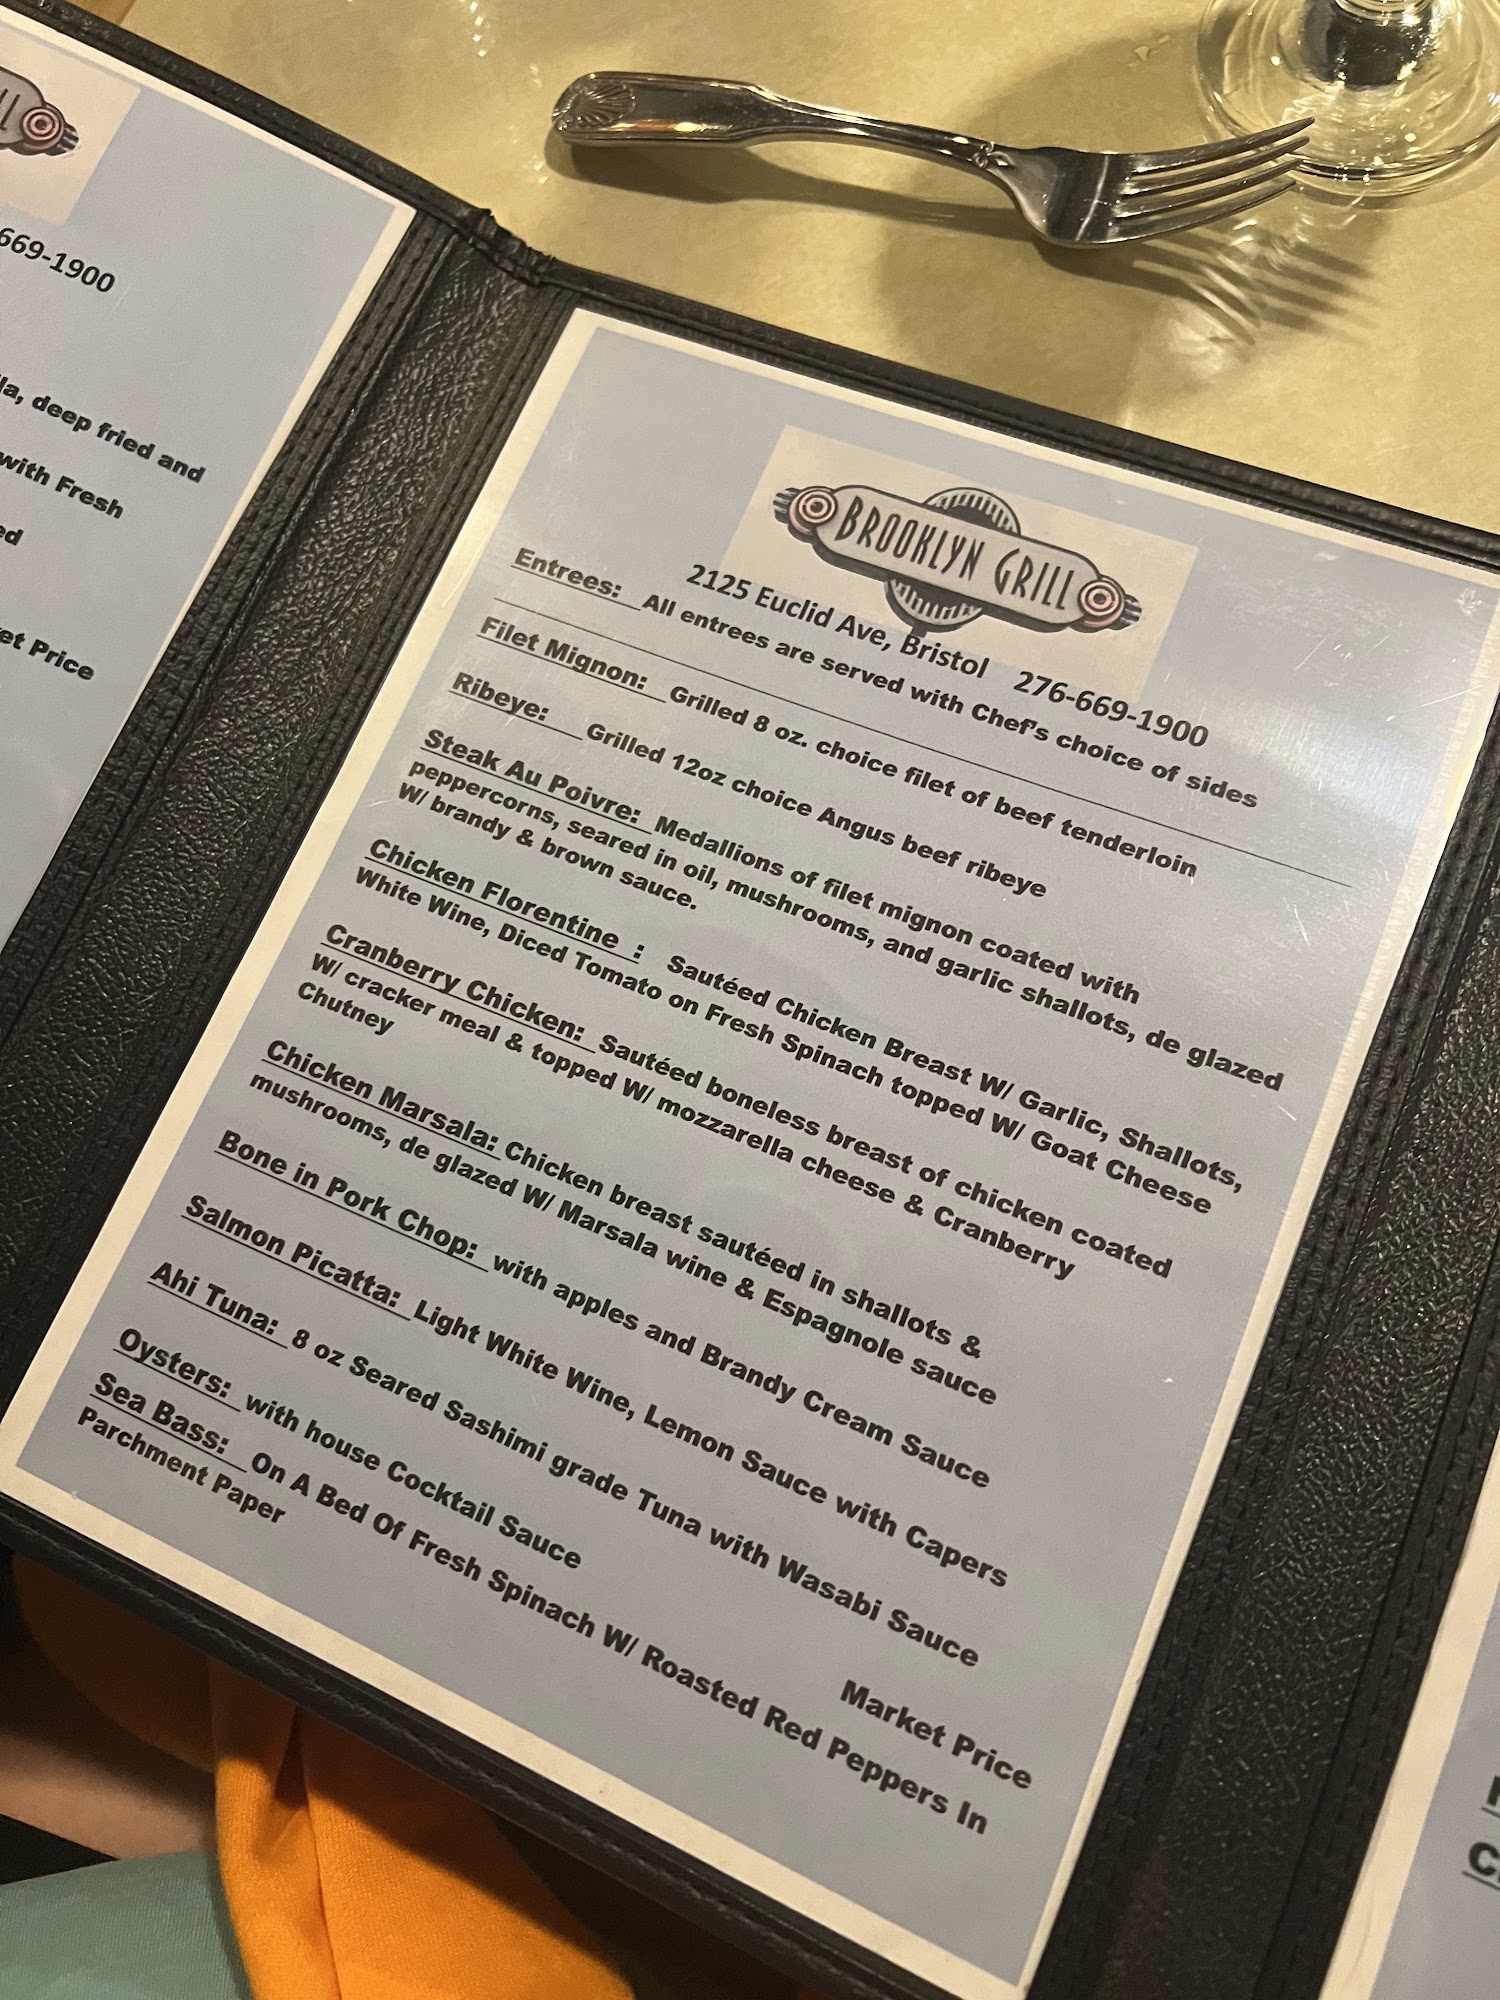 LL
669-1900
la, deep fried and
with Fresh
ed
et Price
BROOKLYN GRILL
2125 Euclid Ave, Bristol 276-669-1900
Entrees: All entrees are served with Chef's choice of sides
Filet Mignon: Grilled 8 oz. choice filet of beef tenderloin
Ribeye: Grilled 12oz choice Angus beef ribeye
Steak Au Poivre: Medallions of filet mignon coated with
peppercorns, seared in oil, mushrooms, and garlic shallots, de glazed
W/ brandy & brown sauce.
Chicken Florentine : Sautéed Chicken Breast W/ Garlic, Shallots,
White Wine, Diced Tomato on Fresh Spinach topped W/ Goat Cheese
Cranberry Chicken: Sautéed boneless breast of chicken coated
W/ cracker meal & topped W/ mozzarella cheese & Cranberry
Chutney
Chicken Marsala: Chicken breast sautéed in shallots &
mushrooms, de glazed W/ Marsala wine & Espagnole sauce
Bone in Pork Chop: with apples and Brandy Cream Sauce
Salmon Picatta: Light White Wine, Lemon Sauce with Capers
Ahi Tuna: 8 oz Seared Sashimi grade Tuna with Wasabi Sauce
Oysters: with house Cocktail Sauce Market Price
Sea Bass: On A Bed Of Fresh Spinach W/ Roasted Red Peppers In
Parchment Paper